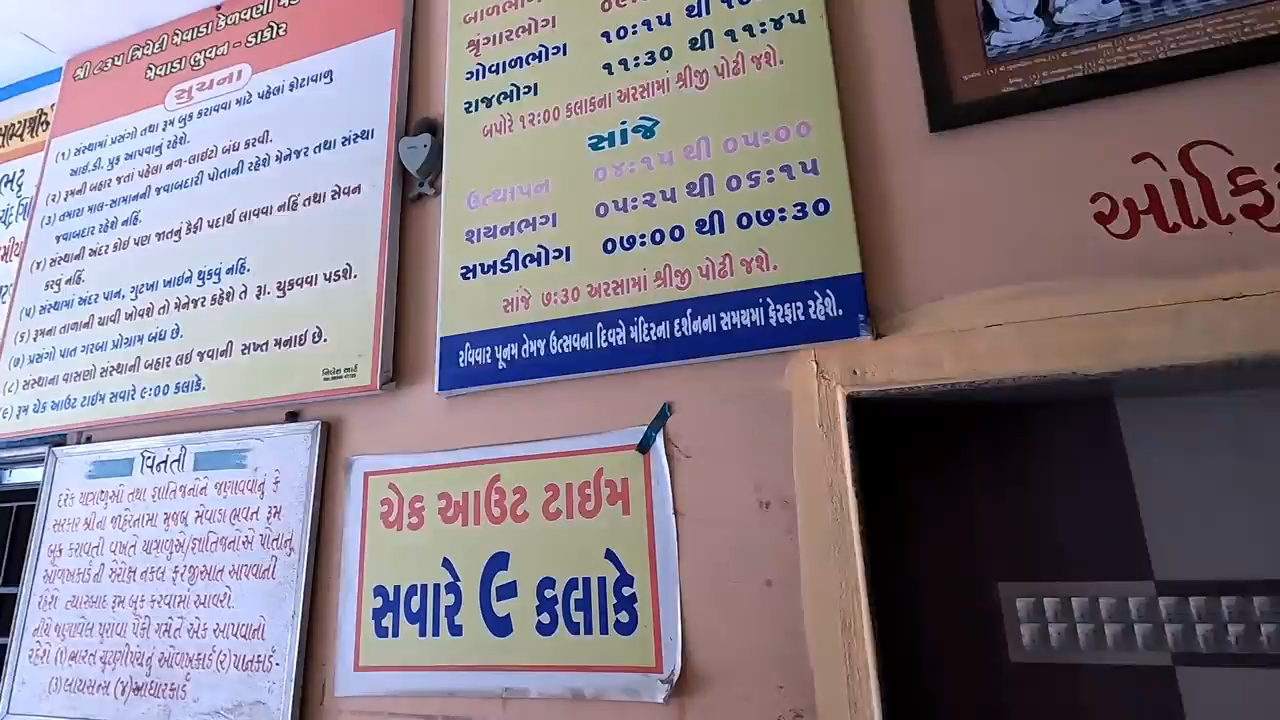 શ્રી ૮૩૫ ત્રિવેદી મેવાડા કેળવણી
મેવાડા ભુવન - ડાકોર
સુચના
(૧) સંસ્થામાં પ્રસંગો તથા રૂમ બુક કરાવવા માટે પહેલાં ફોટાવાળુ
આઈ.ડી. પ્રુફ આપવાનું રહેશે.
(૨) રૂમની બહાર જતાં પહેલા નળ-લાઈટો બંધ કરવી.
(૩) તમારા માલ-સામાનની જવાબદારી પોતાની રહેશે મેનેજર તથા સંસ્થા
જવાબદાર રહેશે નહિં.
(૪) સંસ્થાની અંદર કોઈ પણ જાતનું કેફી પદાર્થ લાવવા નહિં તથા સેવન
કરવું નહિં.
(૫) સંસ્થામાં અંદર પાન, ગુટખા ખાઈને થુંકવું નહિં.
(૬) રૂમના તાળાની ચાવી ખોવશે તો મેનેજર કહેશે તે રૂા. ચુકવવા પડશે.
(૭) પ્રસંગો પાત ગરબા પ્રોગ્રામ બંધ છે.
(૮) સંસ્થાના વાસણો સંસ્થાની બહાર લઈ જવાની સખ્ત મનાઈ છે.
(૯) રૂમ ચેક આઉટ ટાઈમ સવારે ૯:૦૦ કલાકે.
બાળભોગ
શ્રૃંગારભોગ
ગોવાળભોગ ૧૦:૧૫ થી
રાજભોગ ૧૧:૩૦ થી ૧૧:૪૫
બપોરે ૧૨:૦૦ કલાકના અરસામાં શ્રીજી પોઢી જશે.
સાંજે
ઉત્થાપન ૦૪:૧૫ થી ૦૫:૦૦
શયનભગ ૦૫:૨૫ થી ૦૬:૧૫
સખડીભોગ ૦૭:૦૦ થી ૦૭:૩૦
સાંજે ૭:૩૦ અરસામાં શ્રીજી પોઢી જશે.
રવિવાર પૂનમ તેમજ ઉત્સવના દિવસે મંદિરના દર્શનના સમયમાં ફેરફાર રહેશે.
ઓફિ
વિનંતી
દરેક યાત્રાળુઓ તથા જ્ઞાતિજનોને જણાવવાનું કે
સરકાર શ્રીના જાહેરનામા મુજબ મેવાડા ભવન રૂમ
બૂક કરાવતી વખતે યાત્રાળુએ/જ્ઞાતિજનોએ પોતાનુ
ઓળખકાર્ડની ઝેરોક્ષ નકલ ફરજીઆત આપવાની
રહેશે ત્યારબાદ રૂમ બુક કરવામાં આવશે.
નીચે જણાવેલ પુરાવા પૈકી ગમેતે એક આપવાનો
રહેશે (૧)ભારત ચુંટણીપંચનું ઓળખકાર્ડ (૨)પાનકાર્ડ-
(૩)લાયસન્સ (૪)આધારકાર્ડ
ચેક આઉટ ટાઈમ
સવારે ૯ કલાકે